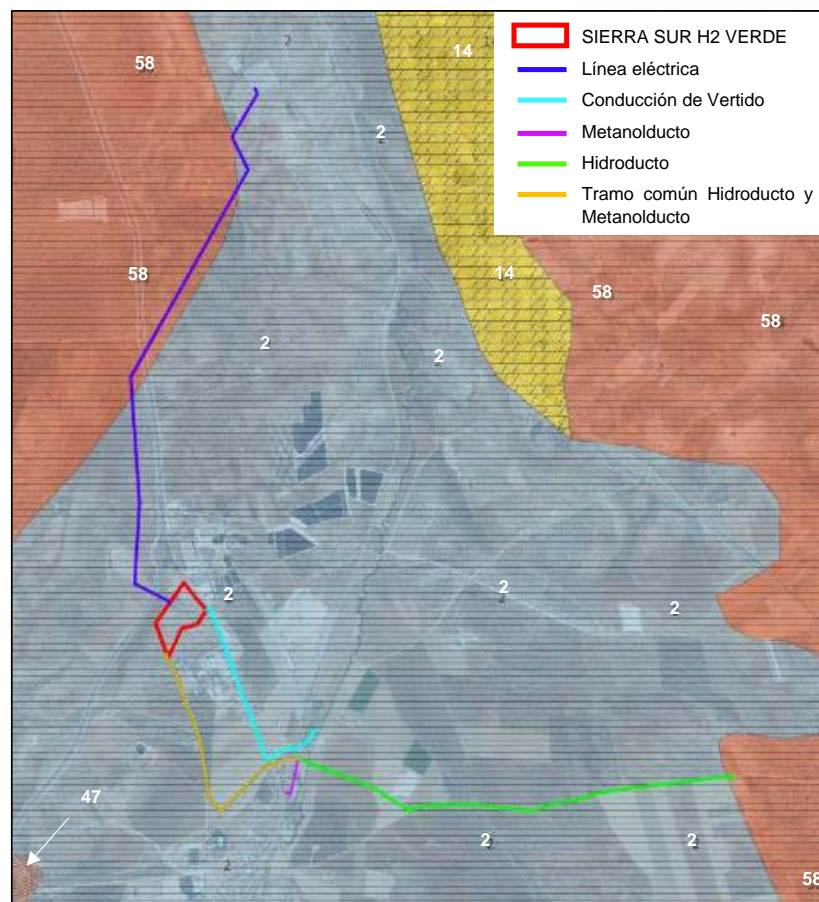 2
14
SIERRA SUR H2 VERDE
58
Línea eléctrica
Conducción de Vertido
2
Metanolducto
Hidroducto
Tramo común Hidroducto y
Metanolducto
58
14
58
58
2
2
2
2
2
47
2
2
2
58